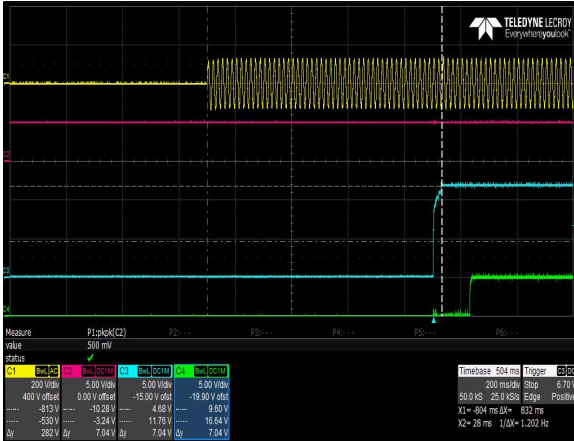 TELEDYNE LECROY
Everywhereyoulook™
C1
C3
C4
Measure P1:pkpk(C2) P2:- - - P3:- - - P4:- - - P5:- - - P6:- - -
value 500 mV
status ✓
C1 BwL AC C2 BwL DC1M C3 BwL DC1M C4 BwL DC1M
200 V/div 5.00 V/div 5.00 V/div 5.00 V/div
400 V ofst 0.00 V ofst -15.00 V ofst -19.90 V ofst
-813 V -10.28 V 4.68 V 9.60 V
-530 V -3.24 V 11.76 V 16.64 V
Δy 282 V Δy 7.04 V Δy 7.04 V Δy 7.04 V
Timebase 504 ms Trigger C3 DC
200 ms/div Stop 6.70 V
50.0 kS 25.0 kS/s Edge Positive
X1= -804 ms ΔX= 832 ms
X2= 28 ms 1/ΔX= 1.202 Hz